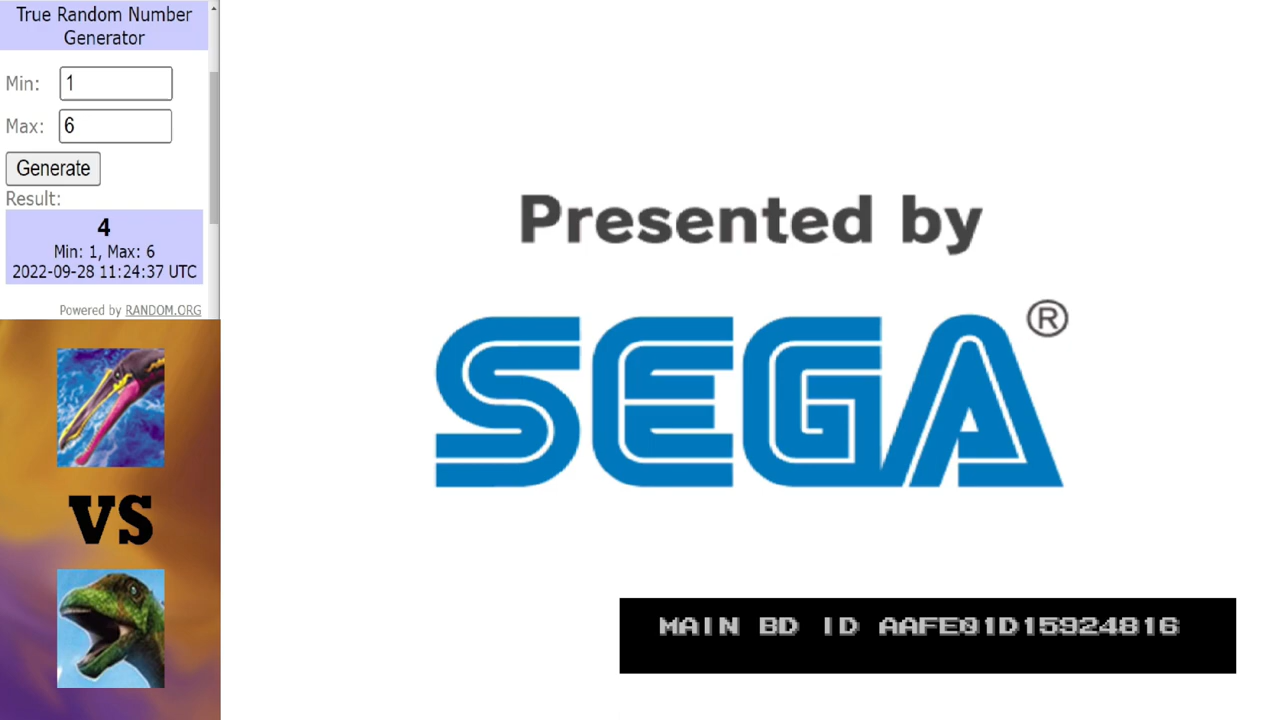 True Random Number
Generator
Min: 1
Max: 6
Generate
Result:
4
Min: 1, Max: 6
2022-09-28 11:24:37 UTC
Powered by RANDOM.ORG
VS
Presented by
SEGA®
MAIN BD ID AAFE01D15924816